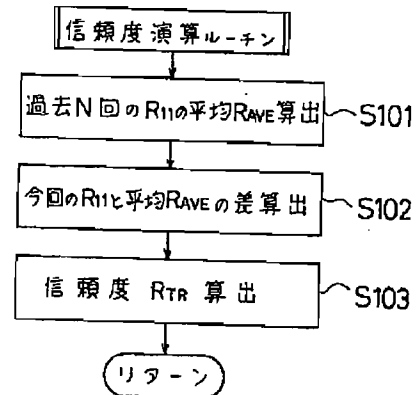 信頼度演算ルーチン
過去N回のR11の平均RAVE算出 S101
今回のR11と平均RAVEの差算出 S102
信頼度 RTR 算出 S103
リターン